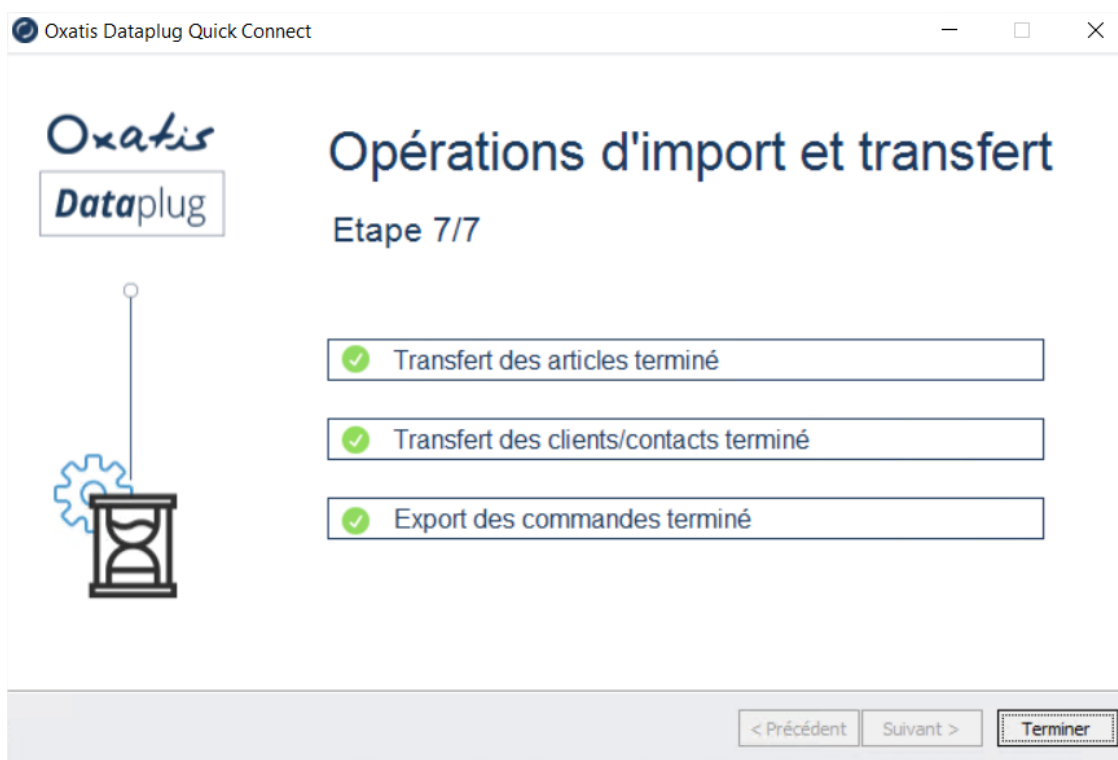 Oxatis Dataplug Quick Connect
Oxatis
Dataplug
Opérations d'import et transfert
Etape 7/7
Transfert des articles terminé
Transfert des clients/contacts terminé
Export des commandes terminé
< Précédent
Suivant >
Terminer